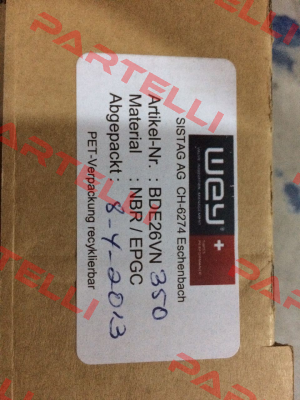 wey
SISTAG AG CH-6274 Eschenbach
Artikel-Nr. : BDE26VN 350
Material : NBR / EPGC
Abgepackt : 8-4-2013
PET-Verpackung recyklierbar
PARTELLI
PARTELLI
PARTELLI